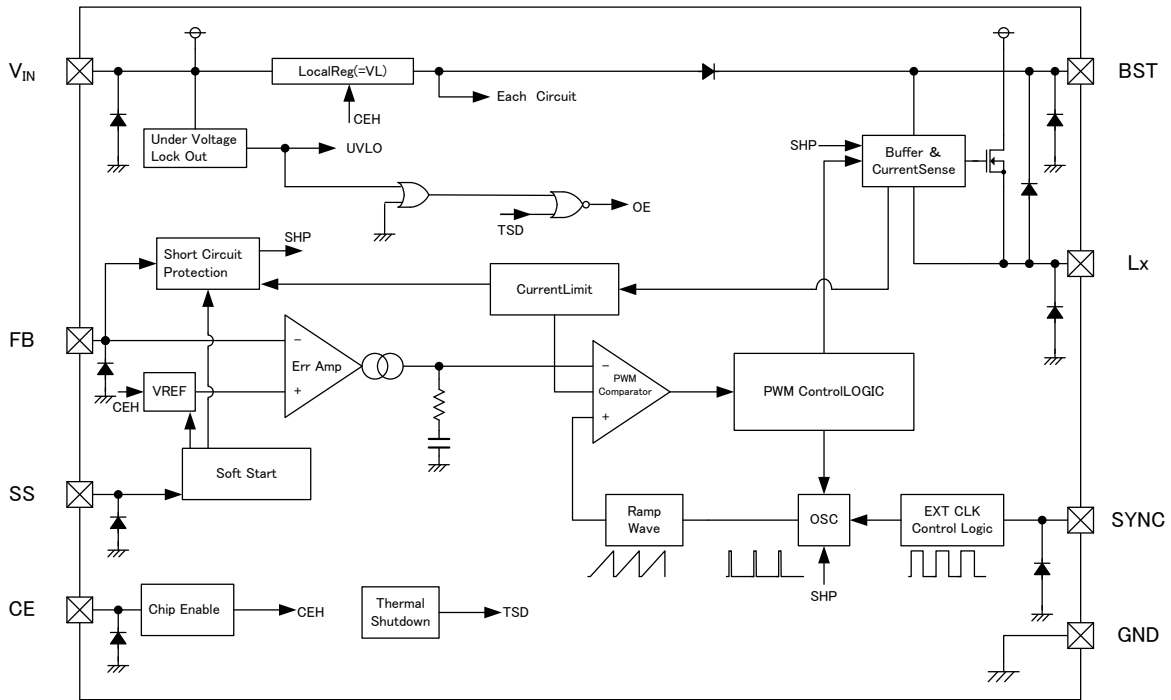 VIN
LocalReg(=VL)
BST
Each Circuit
CEH
Under Voltage
Lock Out
UVLO
SHP
Buffer &
CurrentSense
OE
TSD
SHP
Short Circuit
Protection
Lx
CurrentLimit
FB
−
Err Amp
+
VREF
CEH
−
PWM
Comparator
+
PWM ControlLOGIC
Soft Start
SS
Ramp
Wave
OSC
EXT CLK
Control Logic
SYNC
SHP
CE
Chip Enable
CEH
Thermal
Shutdown
TSD
GND